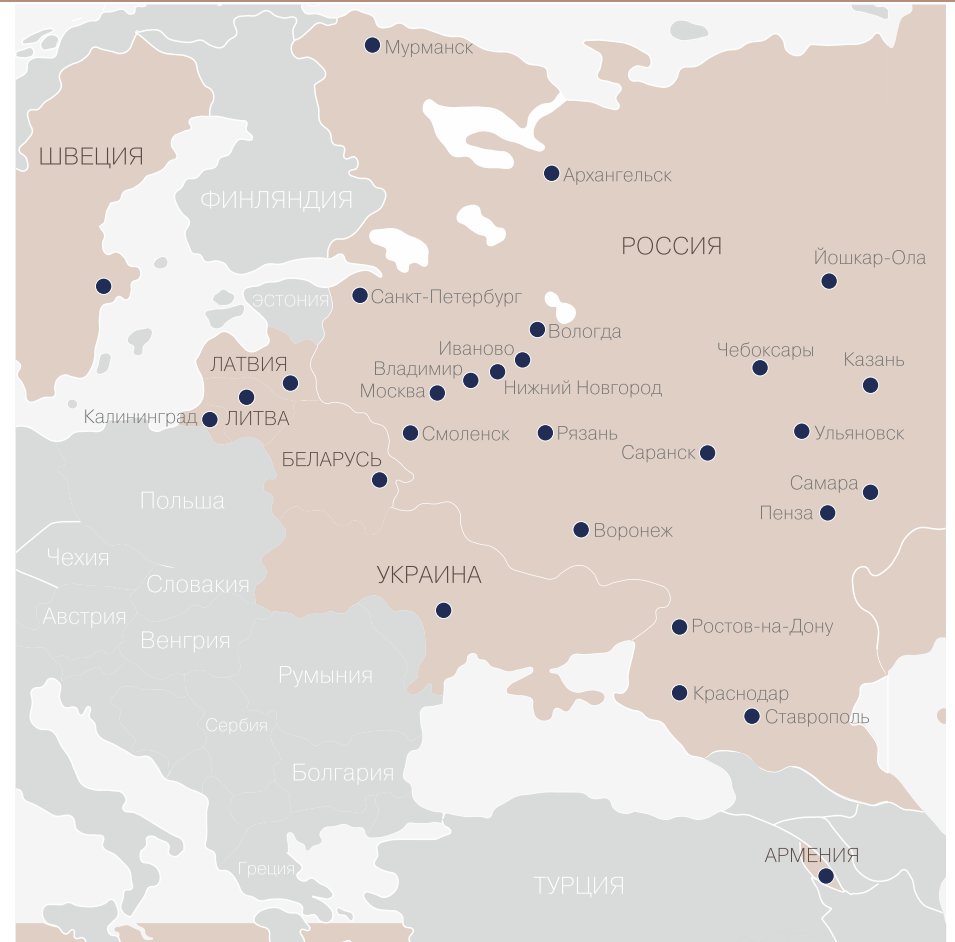 Мурманск
ШВЕЦИЯ
Архангельск
ФИНЛЯНДИЯ
РОССИЯ
Йошкар-Ола
ЭСТОНИЯ
Санкт-Петербург
Вологда
Иваново
Чебоксары
Казань
ЛАТВИЯ
Владимир
Москва
Нижний Новгород
Калининград
ЛИТВА
Смоленск
Рязань
Ульяновск
Саранск
БЕЛАРУСЬ
Самара
Польша
Пенза
Воронеж
Чехия
УКРАИНА
Словакия
Австрия
Ростов-на-Дону
Венгрия
Румыния
Краснодар
Ставрополь
Сербия
Болгария
АРМЕНИЯ
Греция
ТУРЦИЯ